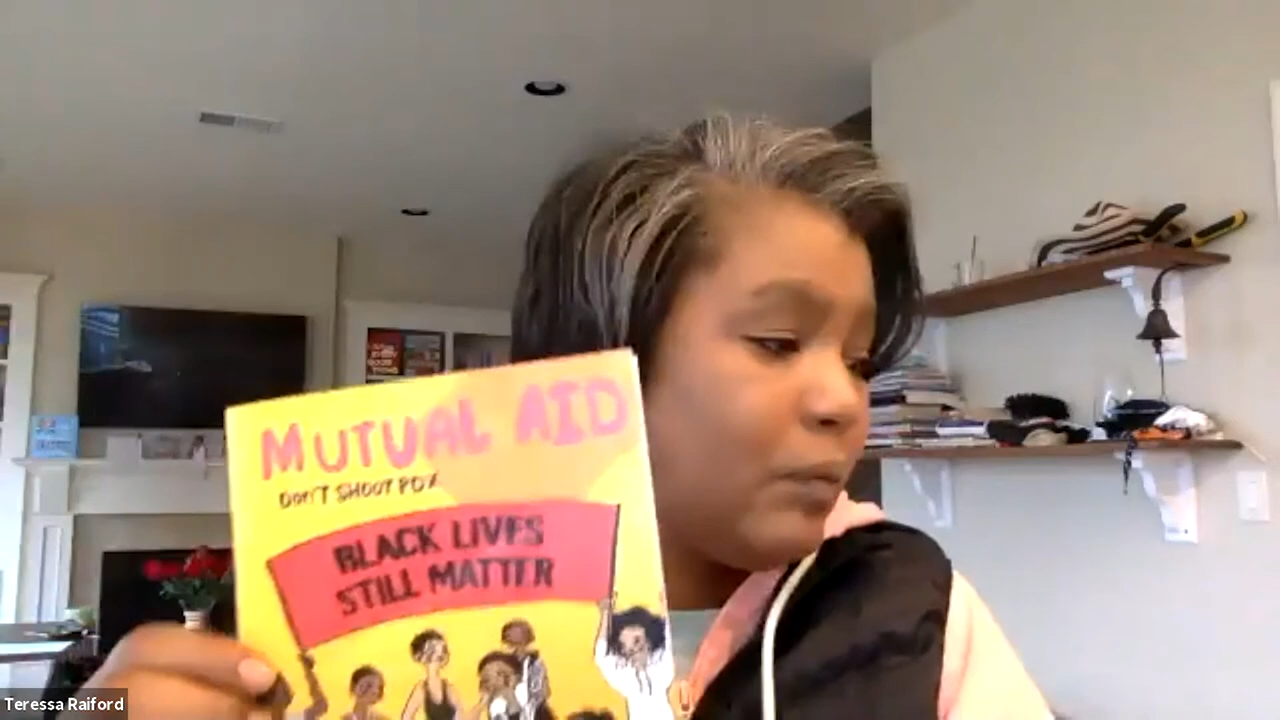 MUTUAL AID
DON'T SHOOT PDX
BLACK LIVES
STILL MATTER
Teressa Raiford